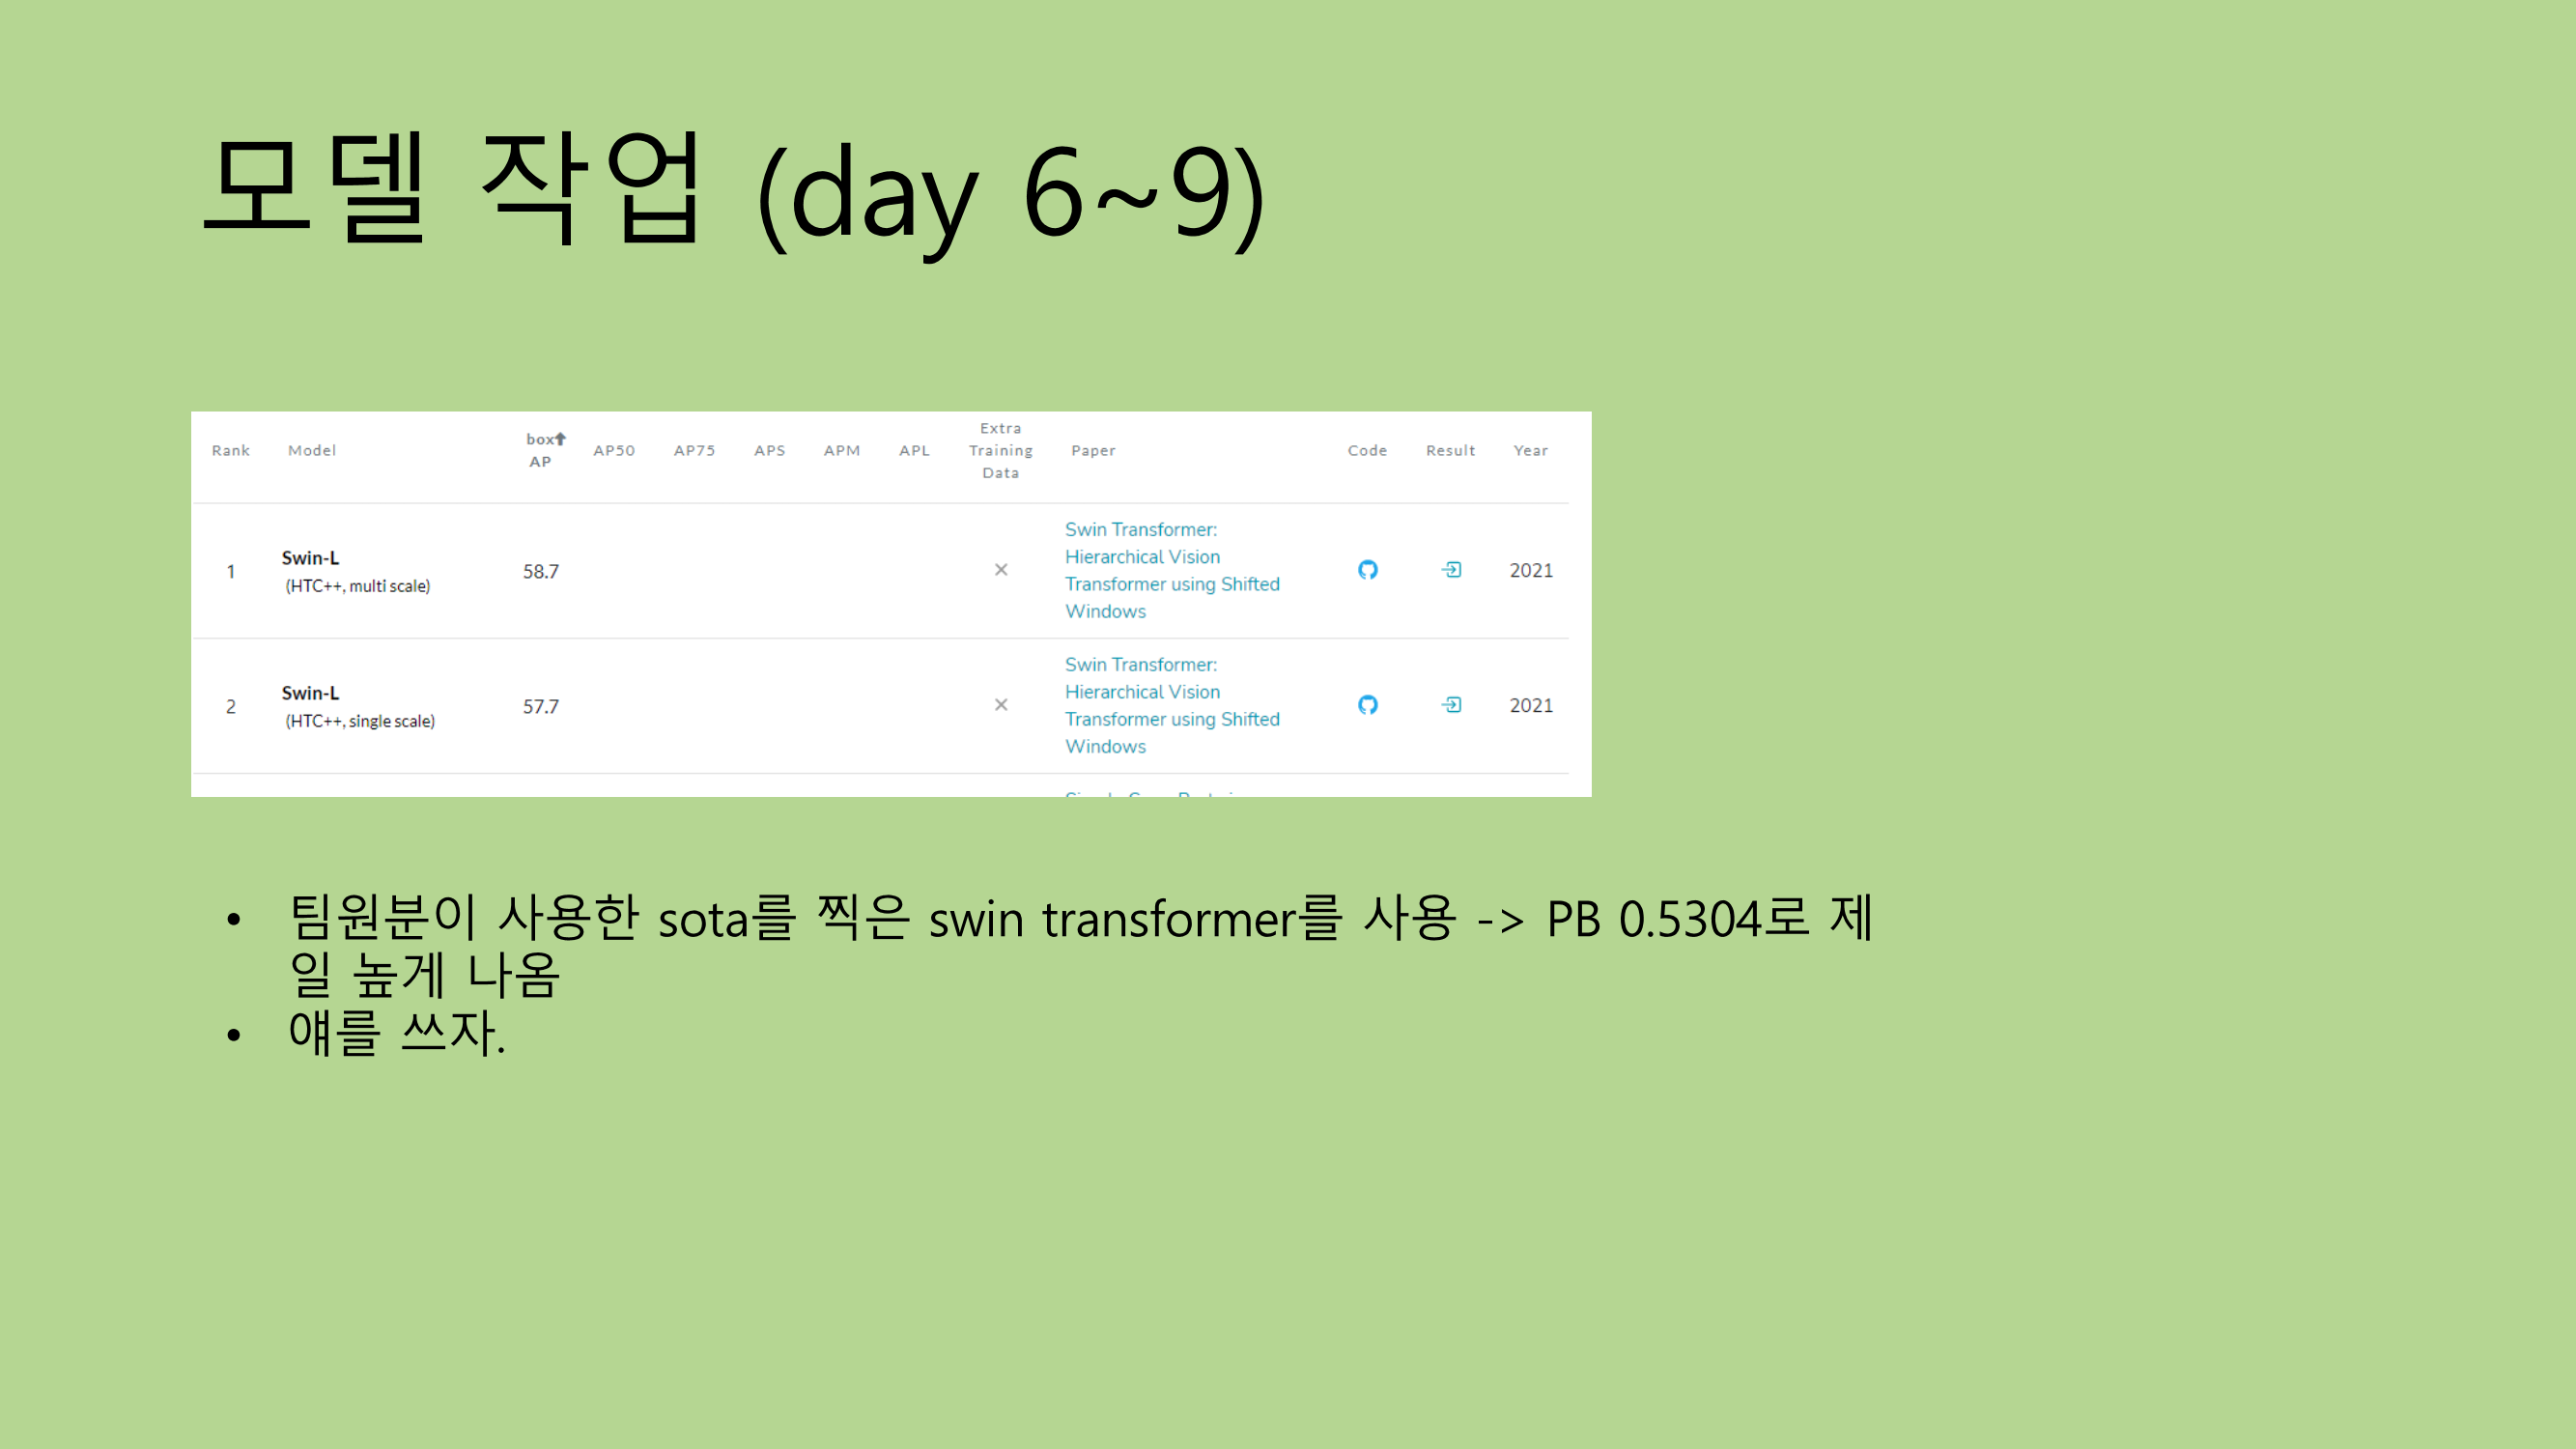 모델 작업 (day 6~9)
Rank Model box AP AP50 AP75 APS APM APL Extra Training Data Paper Code Result Year
1 Swin-L (HTC++, multi scale) 58.7 × Swin Transformer: Hierarchical Vision Transformer using Shifted Windows 2021
2 Swin-L (HTC++, single scale) 57.7 × Swin Transformer: Hierarchical Vision Transformer using Shifted Windows 2021
• 팀원분이 사용한 sota를 찍은 swin transformer를 사용 -> PB 0.5304로 제
일 높게 나옴
• 얘를 쓰자.